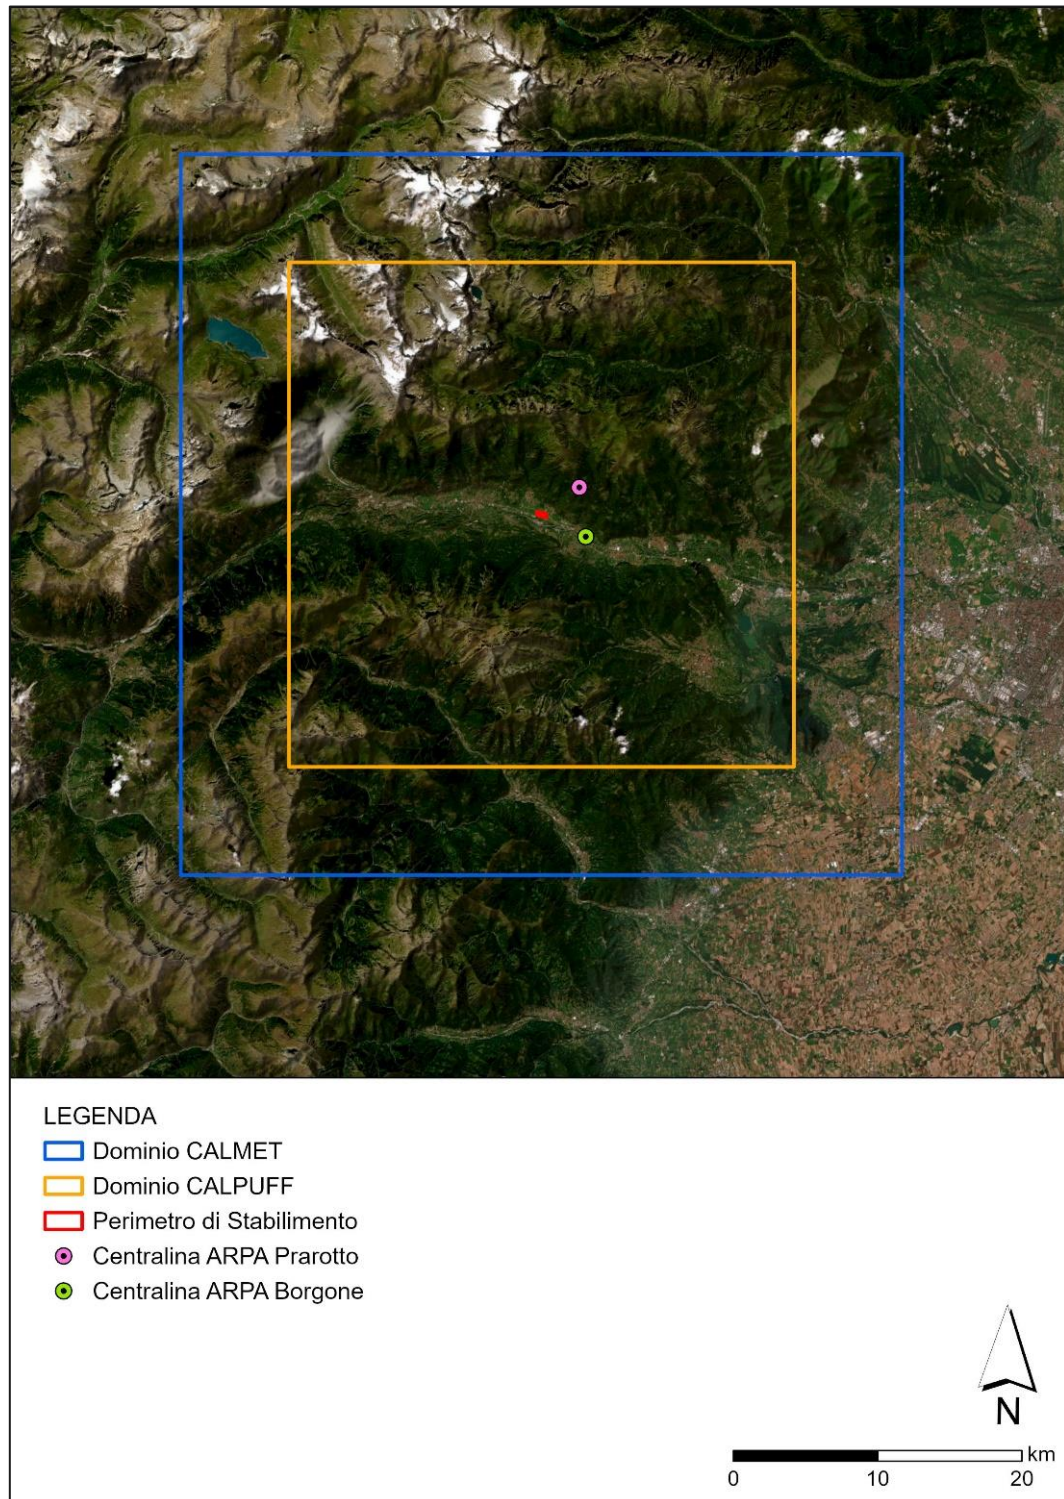 LEGENDA
Dominio CALMET
Dominio CALPUFF
Perimetro di Stabilimento
Centralina ARPA Prarotto
Centralina ARPA Borgone
N
km
0 10 20